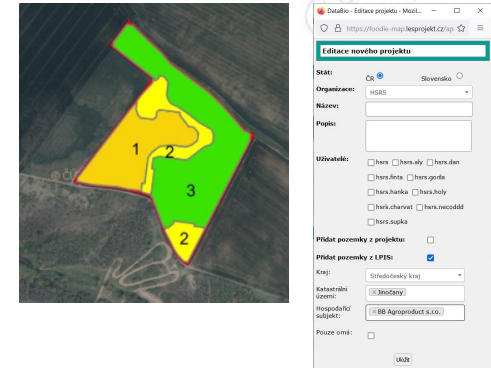 1
2
3
2
DataBio - Editace projektu - Mozil...
https://foodie-map.lesprojekt.cz/ap
Editace nového projektu
Stát: ČR Slovensko
Organizace: HSRS
Název:
Popis:
Uživatelé:
hsrs hsrs.aly hsrs.dan
hsrs.finta hsrs.gorila
hsrs.hanka hsrs.holy
hsrs.charvat hsrs.necoddd
hsrs.supka
Přidat pozemky z projektu:
Přidat pozemky z LPIS:
Kraj: Středočeský kraj
Katastrální
území: × Jinočany
Hospodařící
subjekt: × BB Agroproduct s.co.
Pouze orná:
Uložit